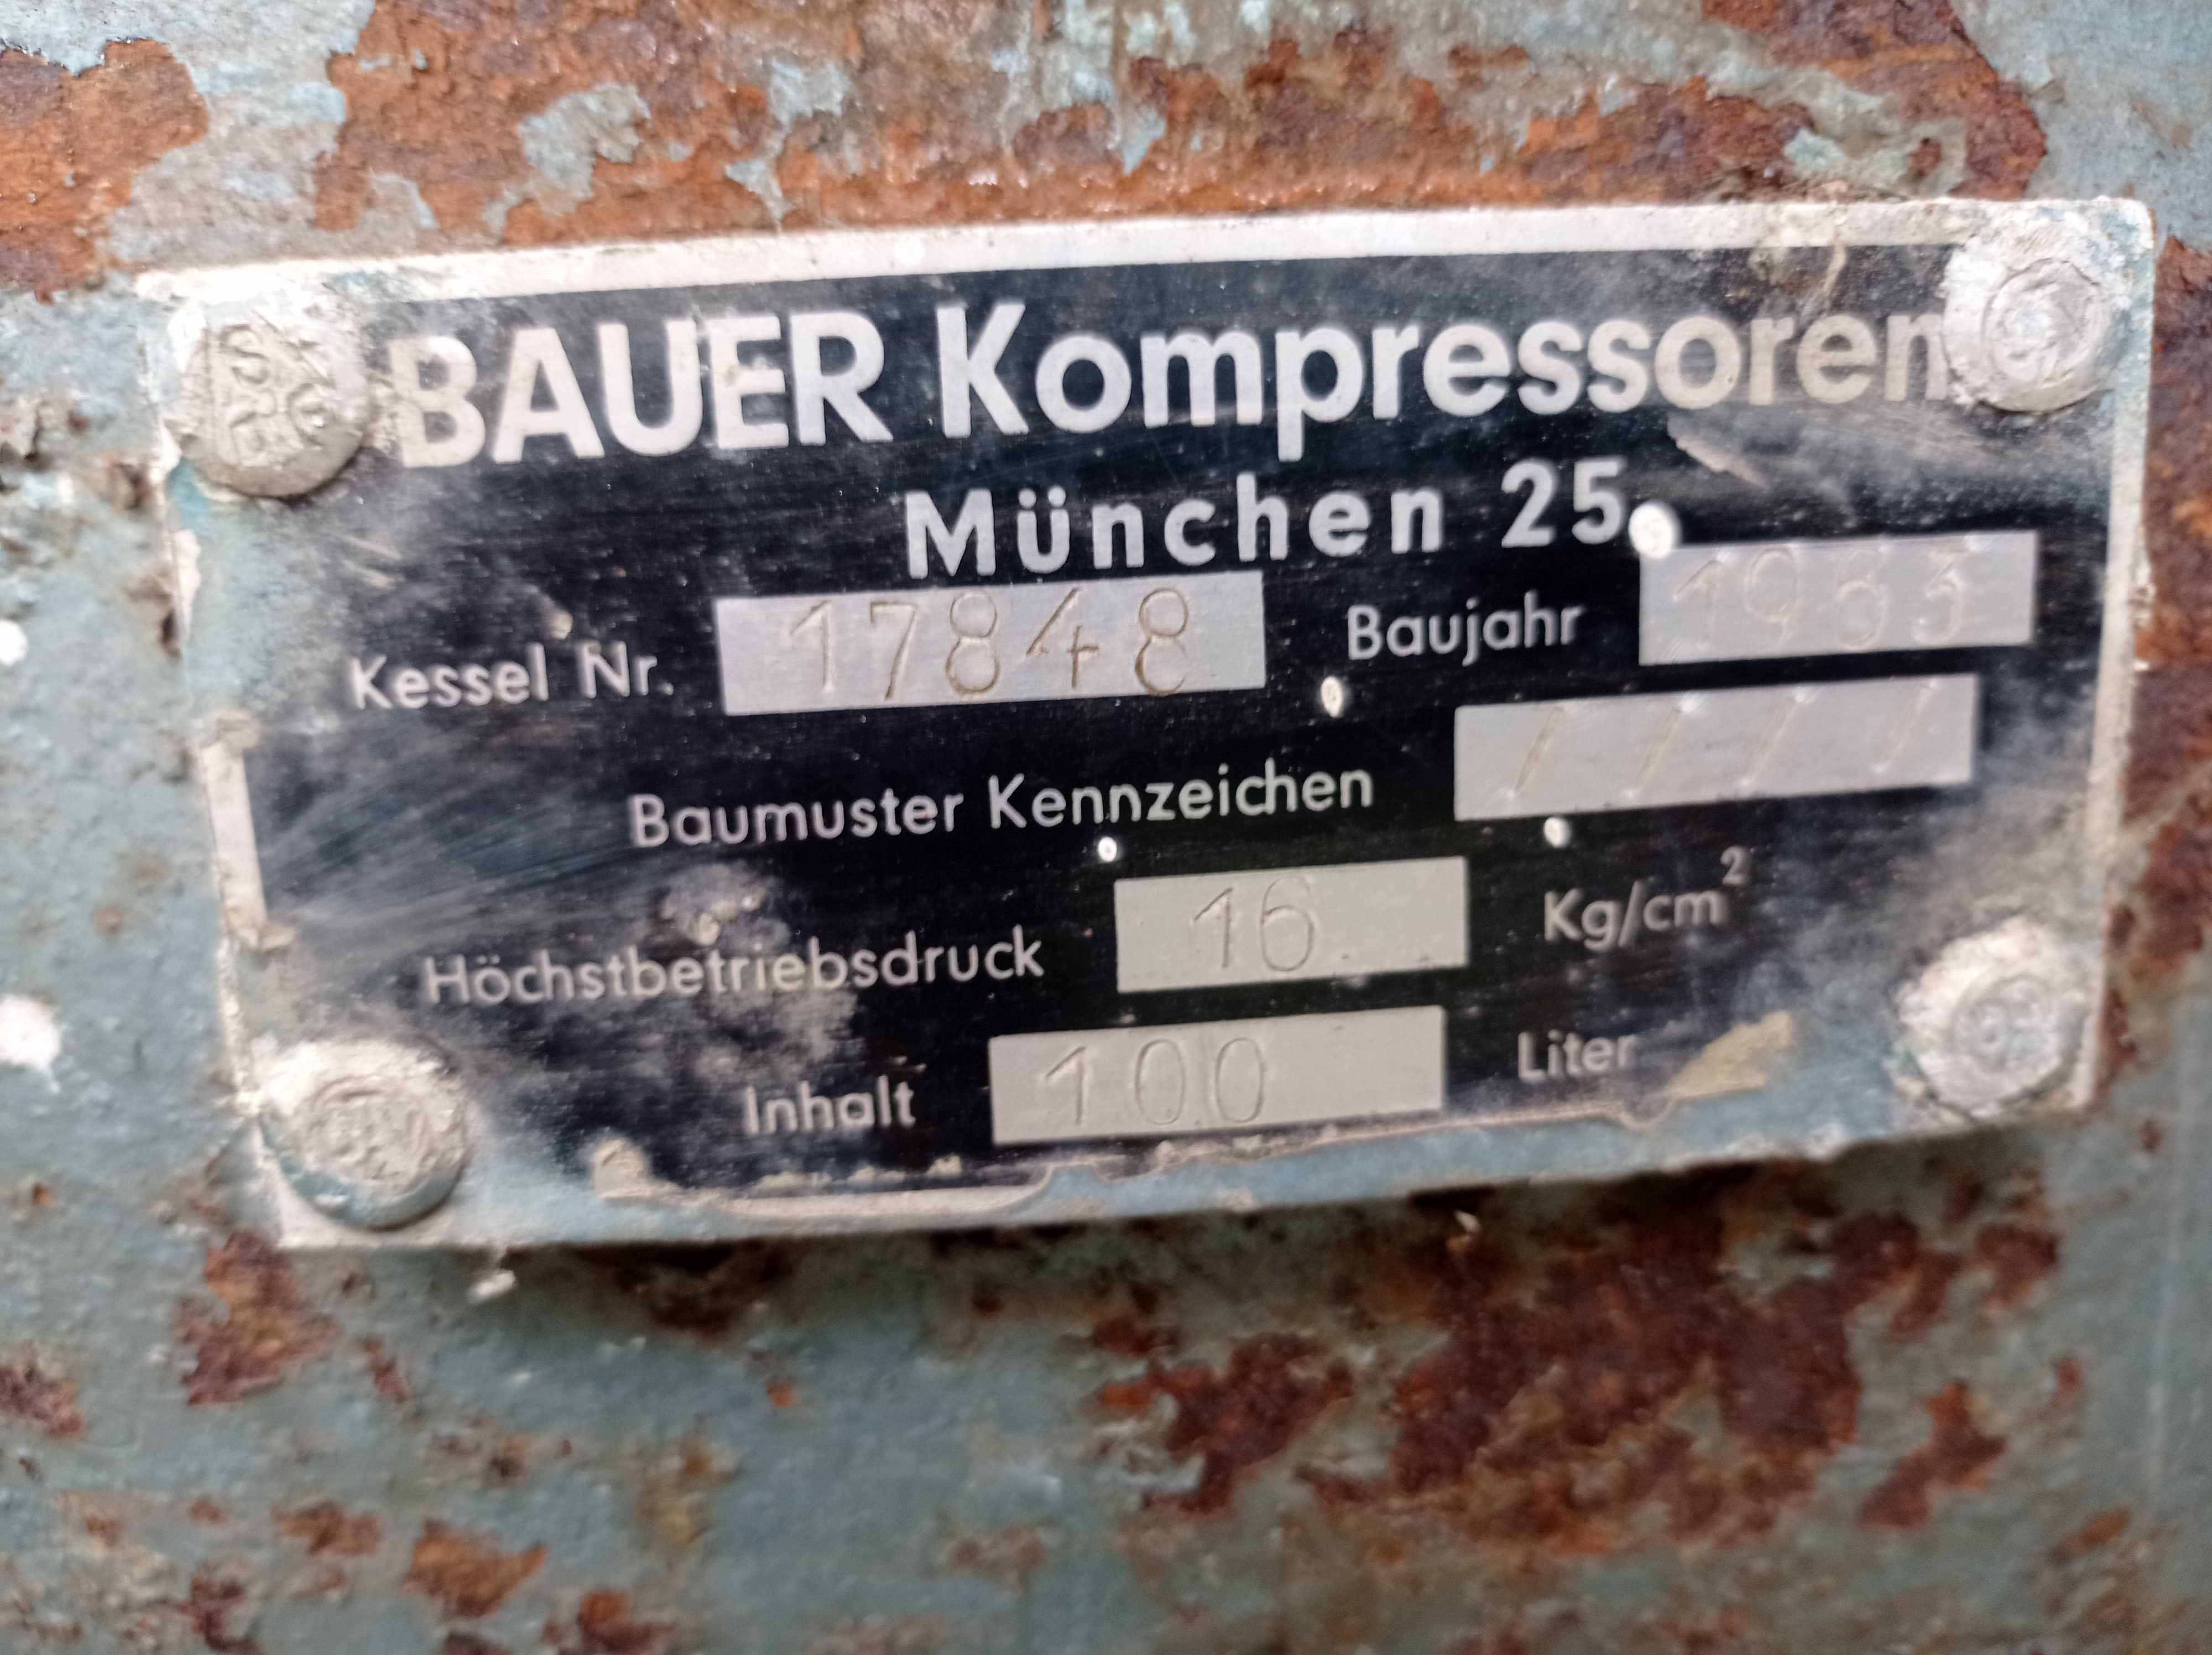 BAUER Kompressoren
München 25.
Kessel Nr. 17848 Baujahr
Baumuster Kennzeichen / / / /
Höchstbetriebsdruck 16 Kg/cm²
Inhalt 100 Liter